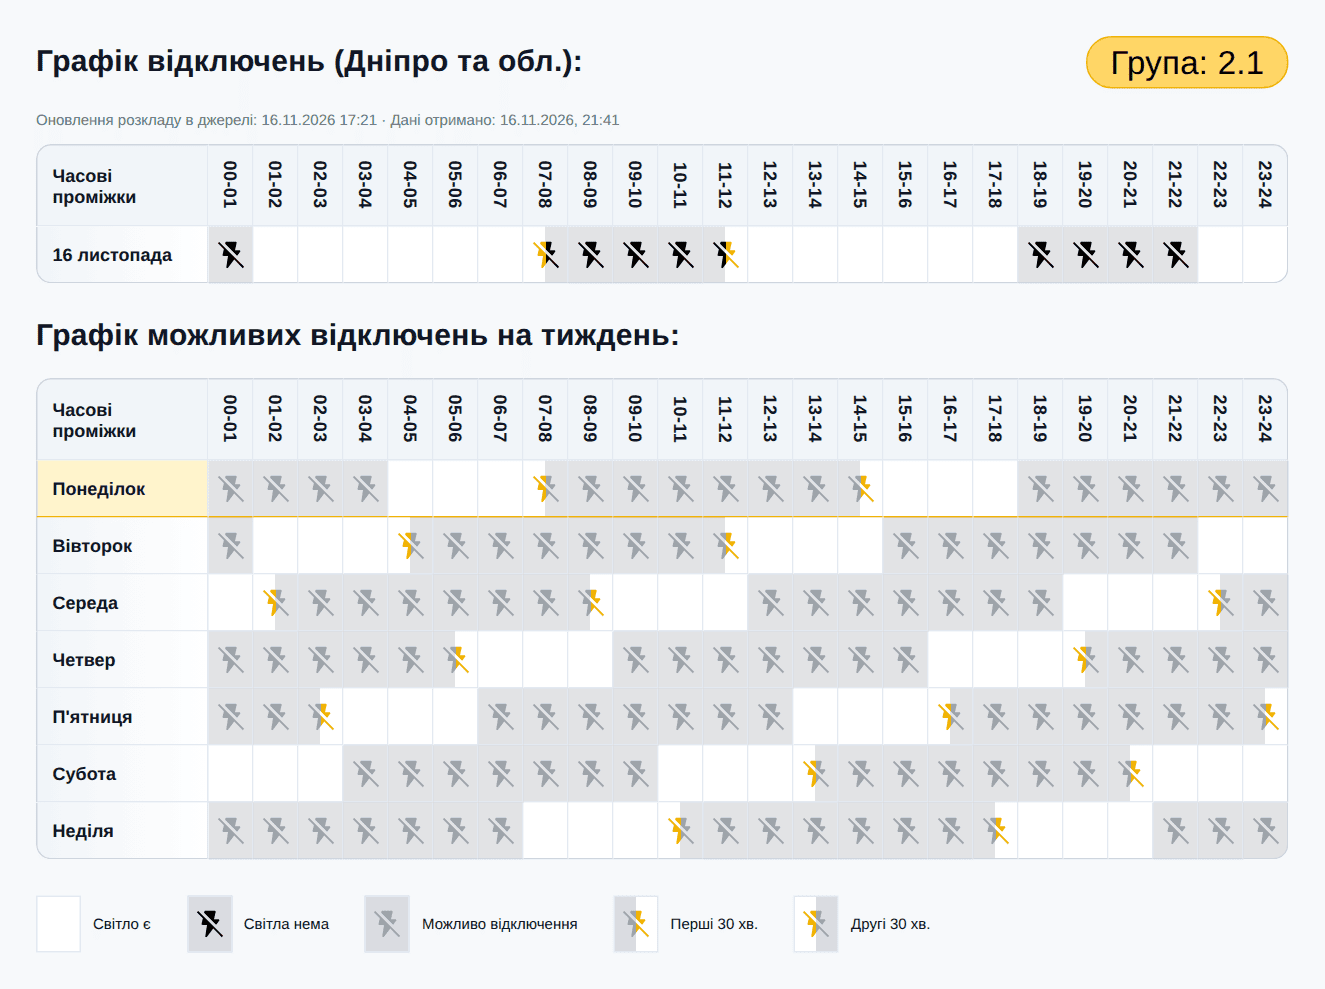 Графік відключень (Дніпро та обл.):
Група: 2.1
Оновлення розкладу в джерелі: 16.11.2026 17:21 · Дані отримано: 16.11.2026, 21:41
Часові
проміжки
00-01 01-02 02-03 03-04 04-05 05-06 06-07 07-08 08-09 09-10 10-11 11-12 12-13 13-14 14-15 15-16 16-17 17-18 18-19 19-20 20-21 21-22 22-23 23-24
16 листопада
Графік можливих відключень на тиждень:
Часові
проміжки
00-01 01-02 02-03 03-04 04-05 05-06 06-07 07-08 08-09 09-10 10-11 11-12 12-13 13-14 14-15 15-16 16-17 17-18 18-19 19-20 20-21 21-22 22-23 23-24
Понеділок
Вівторок
Середа
Четвер
П'ятниця
Субота
Неділя
Світло є
Світла нема
Можливо відключення
Перші 30 хв.
Другі 30 хв.